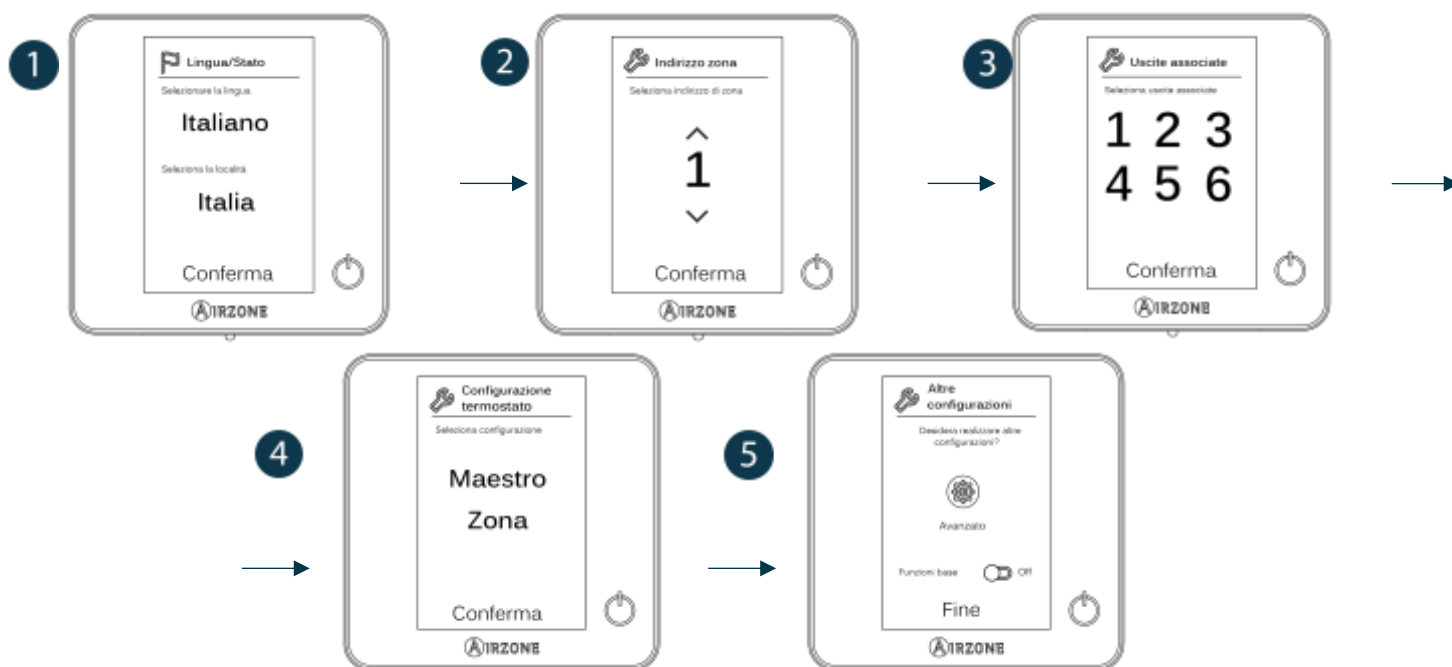 1
Lingua/Stato
Selezionare la lingua
Italiano
Seleziona la località
Italia
Conferma
AIRZONE
2
Indirizzo zona
Seleziona indirizzo di zona
1
Conferma
AIRZONE
3
Uscite associate
Seleziona uscite associate
1 2 3
4 5 6
Conferma
AIRZONE
4
Configurazione
termostato
Seleziona configurazione
Maestro
Zona
Conferma
AIRZONE
5
Altre
configurazioni
Desidera realizzare altre
configurazioni?
Avanzato
Funzioni base Off
Fine
AIRZONE